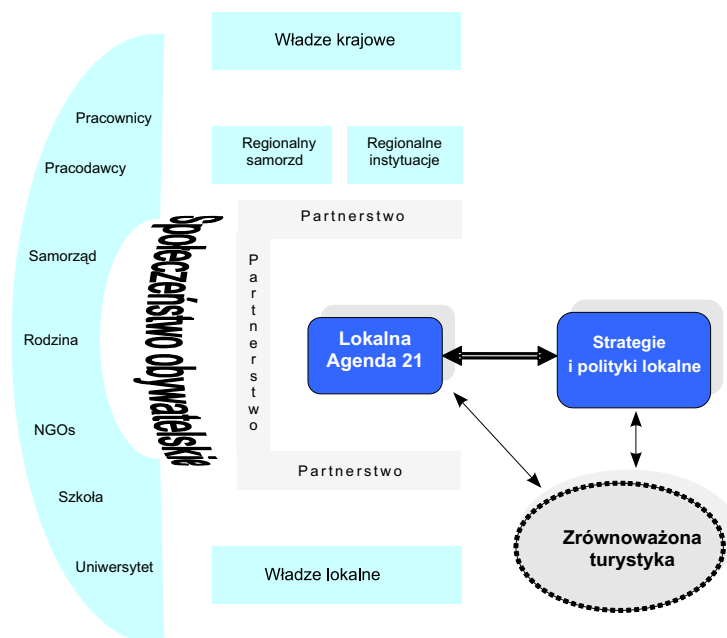 Władze krajowe
Pracownicy
Pracodawcy
Samorząd
Rodzina
NGOs
Szkoła
Uniwersytet
Społeczeństwo obywatelskie
Regionalny
samorzd
Regionalne
instytuacje
Partnerstwo
Partnerstwo
Partnerstwo
Lokalna
Agenda 21
Strategie
i polityki lokalne
Zrównoważona
turystyka
Władze lokalne